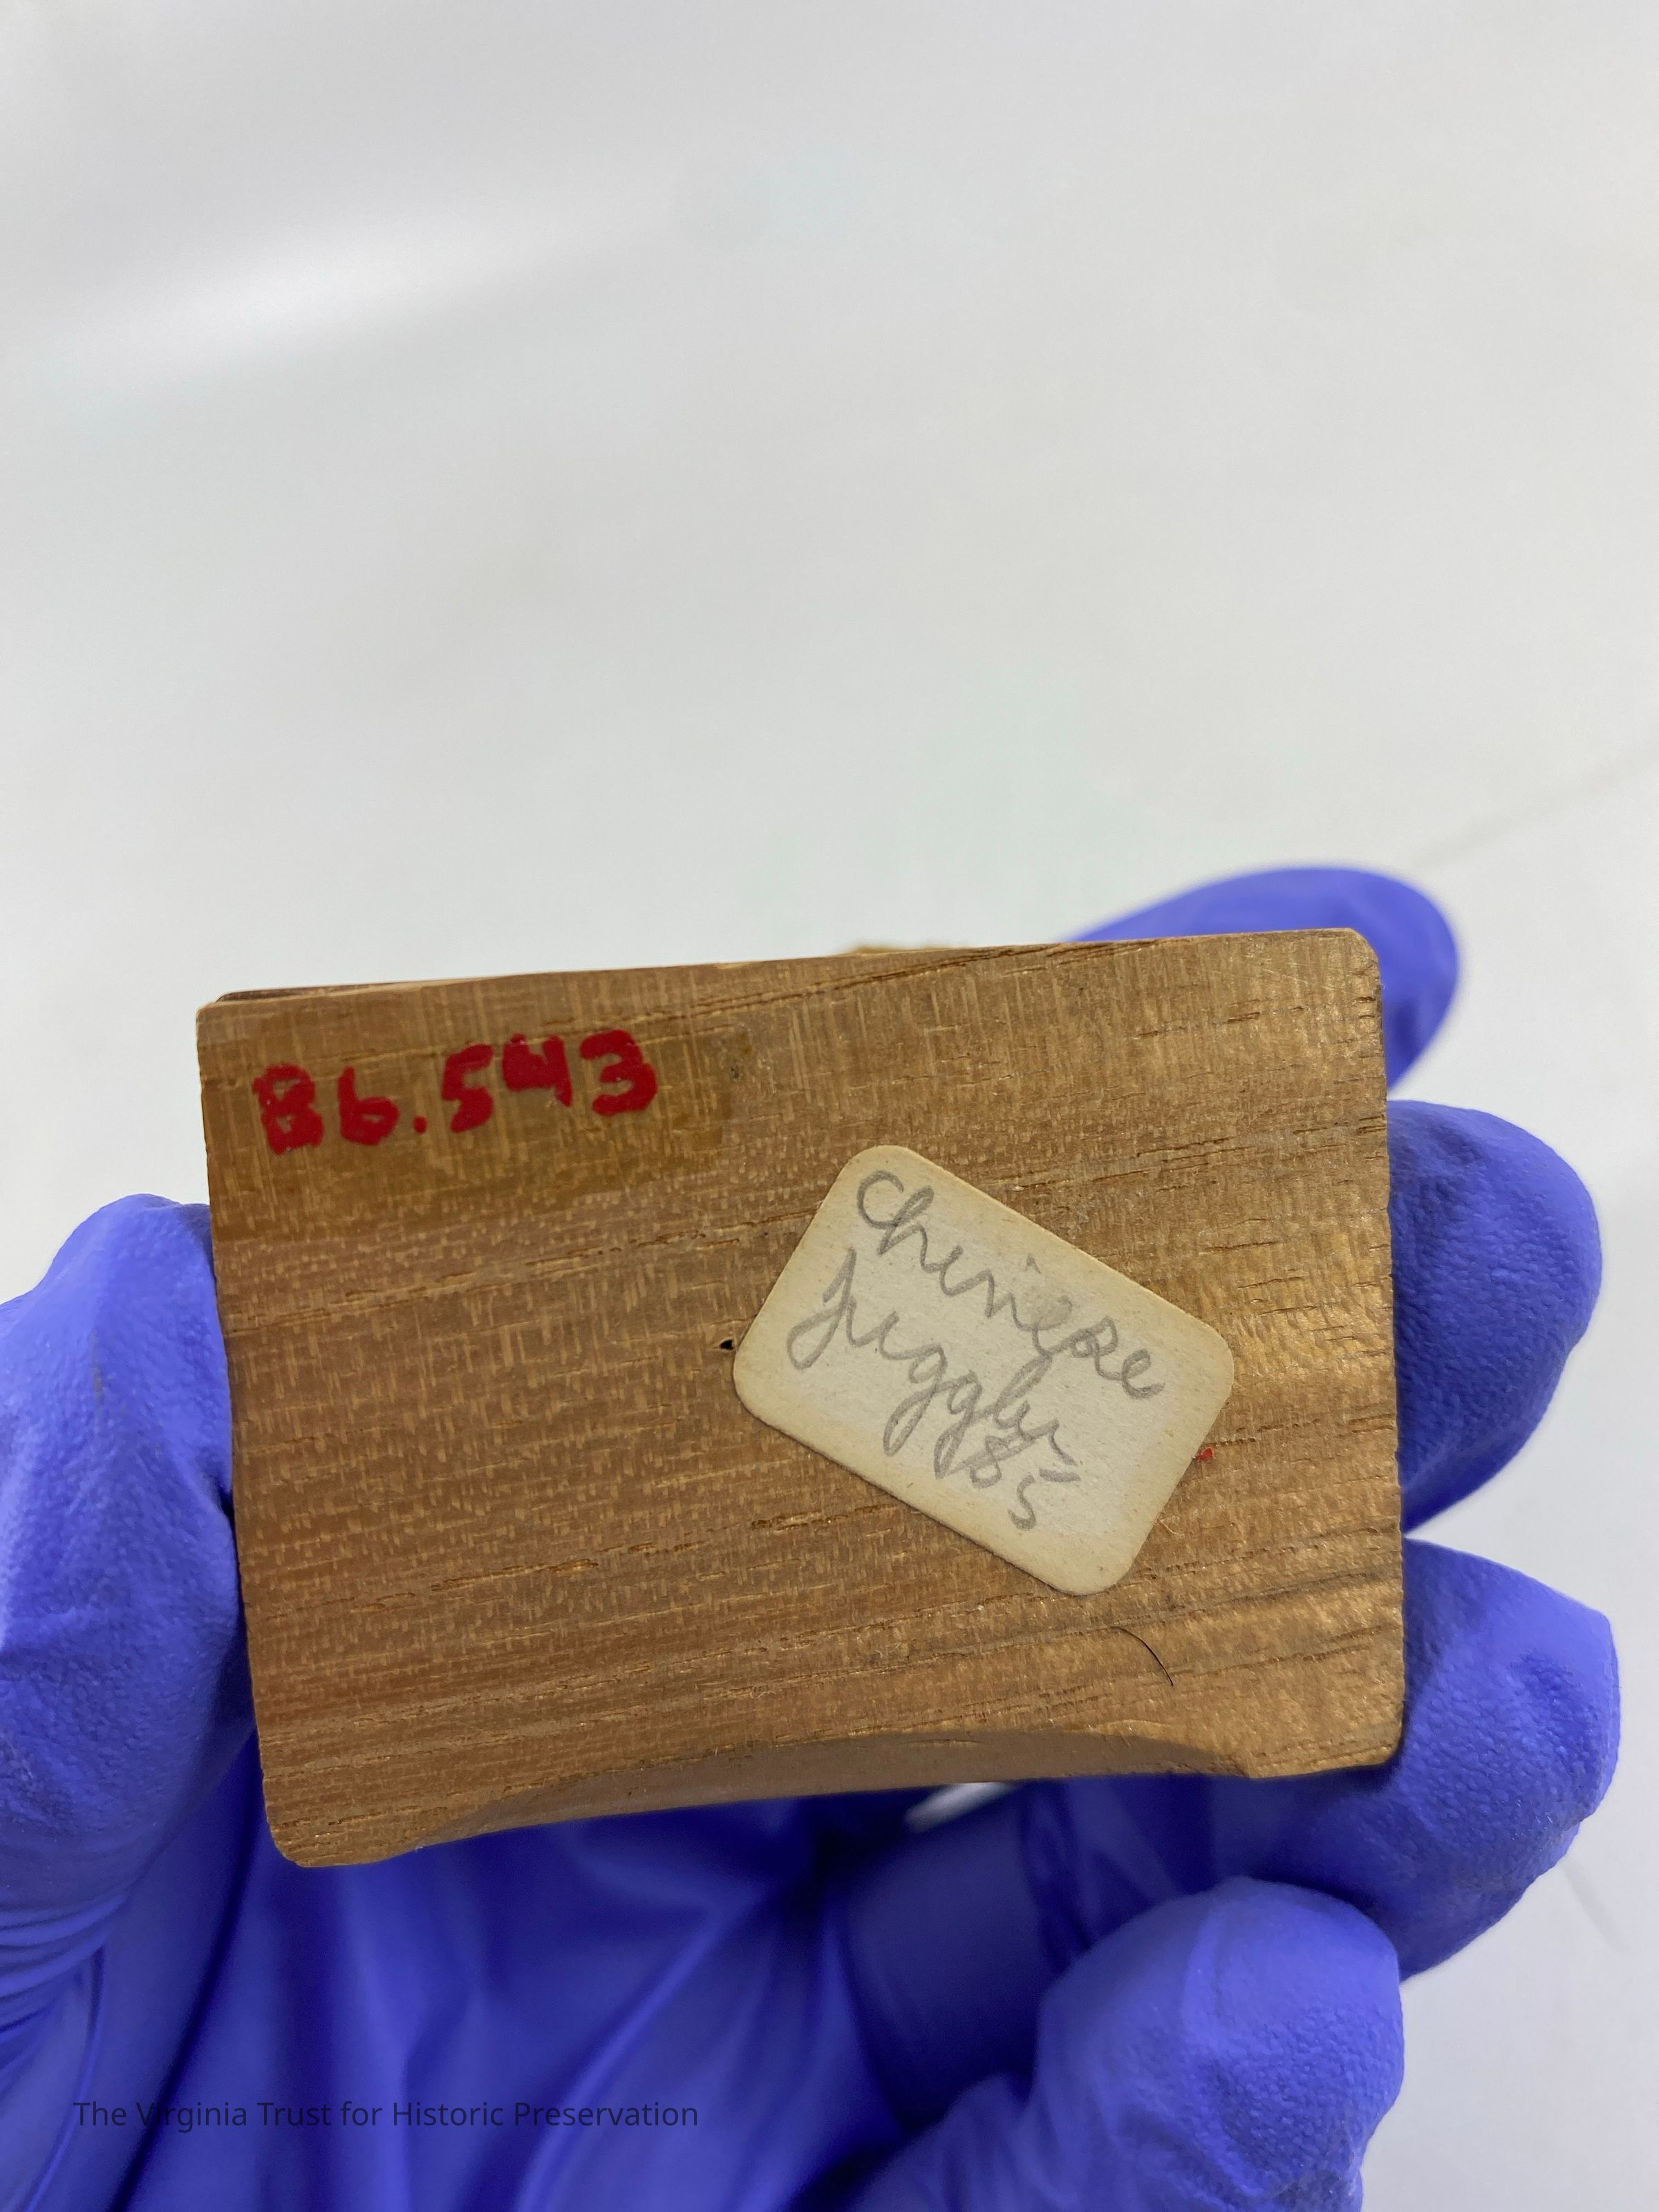 86.543
Chinese
Juggler
85
The Virginia Trust for Historic Preservation